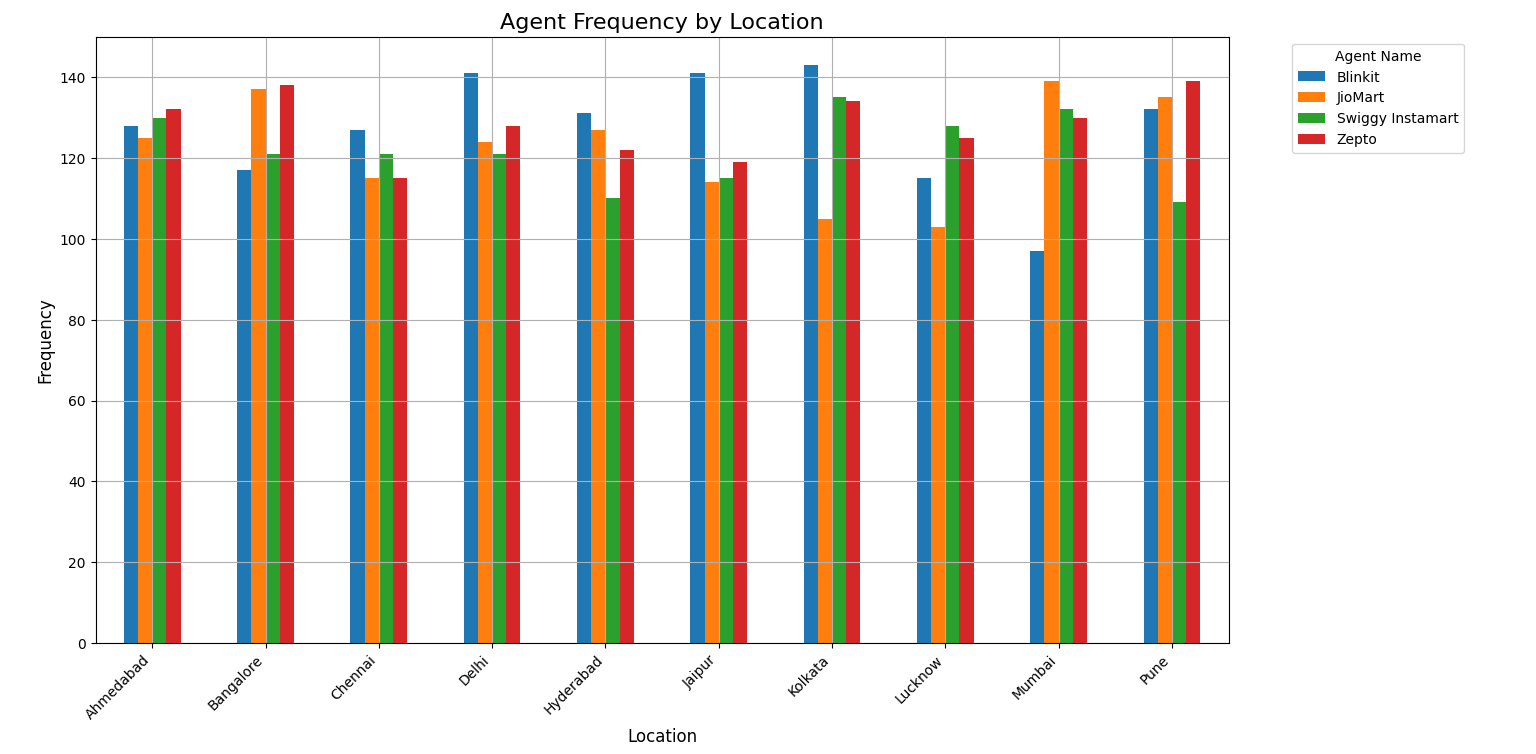 Agent Frequency by Location
Agent Name
Blinkit
JioMart
Swiggy Instamart
Zepto
Frequency
140
120
100
80
60
40
20
0
Ahmedabad
Bangalore
Chennai
Delhi
Hyderabad
Jaipur
Kolkata
Lucknow
Mumbai
Pune
Location